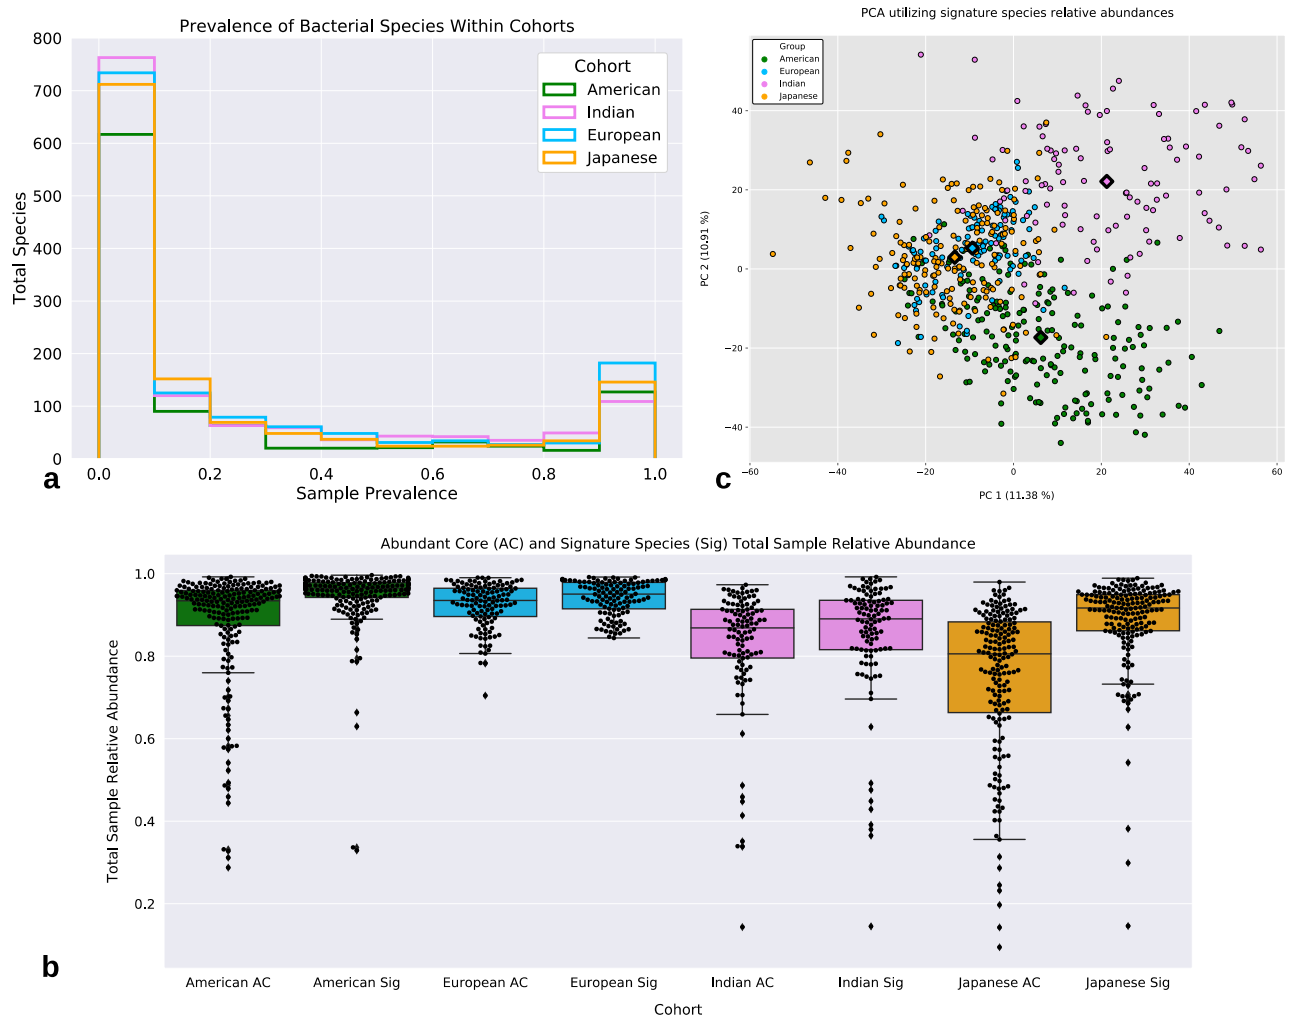 Prevalence of Bacterial Species Within Cohorts
800
700
600
500
400
300
200
100
0
Total Species
0.0 0.2 0.4 0.6 0.8 1.0
Sample Prevalence
Cohort
American
Indian
European
Japanese
a
PCA utilizing signature species relative abundances
Group
American
European
Indian
Japanese
40
20
0
−20
−40
PC 2 (10.91 %)
−60 −40 −20 0 20 40 60
PC 1 (11.38 %)
c
Abundant Core (AC) and Signature Species (Sig) Total Sample Relative Abundance
1.0
0.8
0.6
0.4
0.2
Total Sample Relative Abundance
American AC American Sig European AC European Sig Indian AC Indian Sig Japanese AC Japanese Sig
Cohort
b